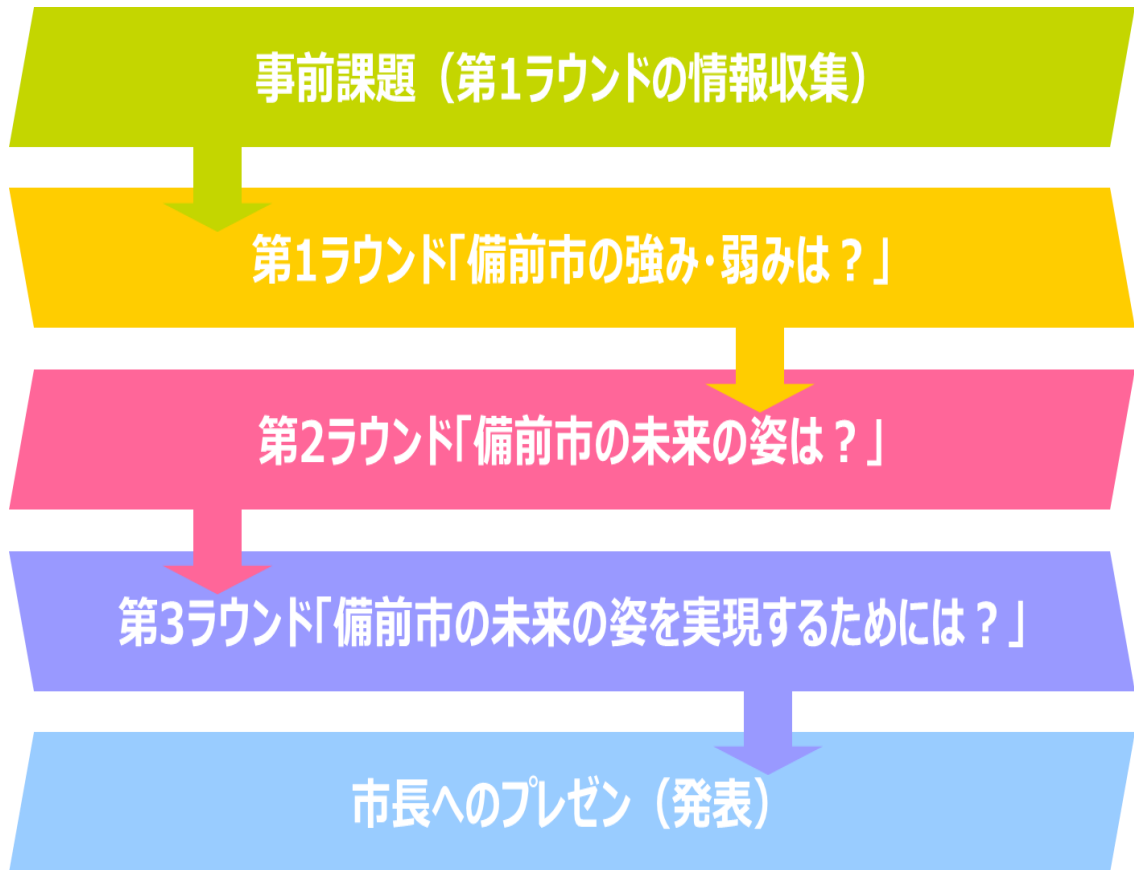 事前課題（第1ラウンドの情報収集）
第1ラウンド「備前市の強み・弱みは？」
第2ラウンド「備前市の未来の姿は？」
第3ラウンド「備前市の未来の姿を実現するためには？」
市長へのプレゼン（発表）